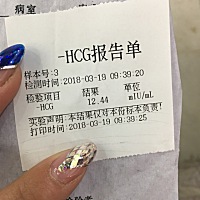 病室
-HCG报告单
样本号:3
检测时间:2018-03-19 09:39:20
检验项目 结果 单位
-HCG 12.44 mIU/mL
实验声明:本结果仅对本份标本负责!
打印时间:2018-03-19 09:39:25